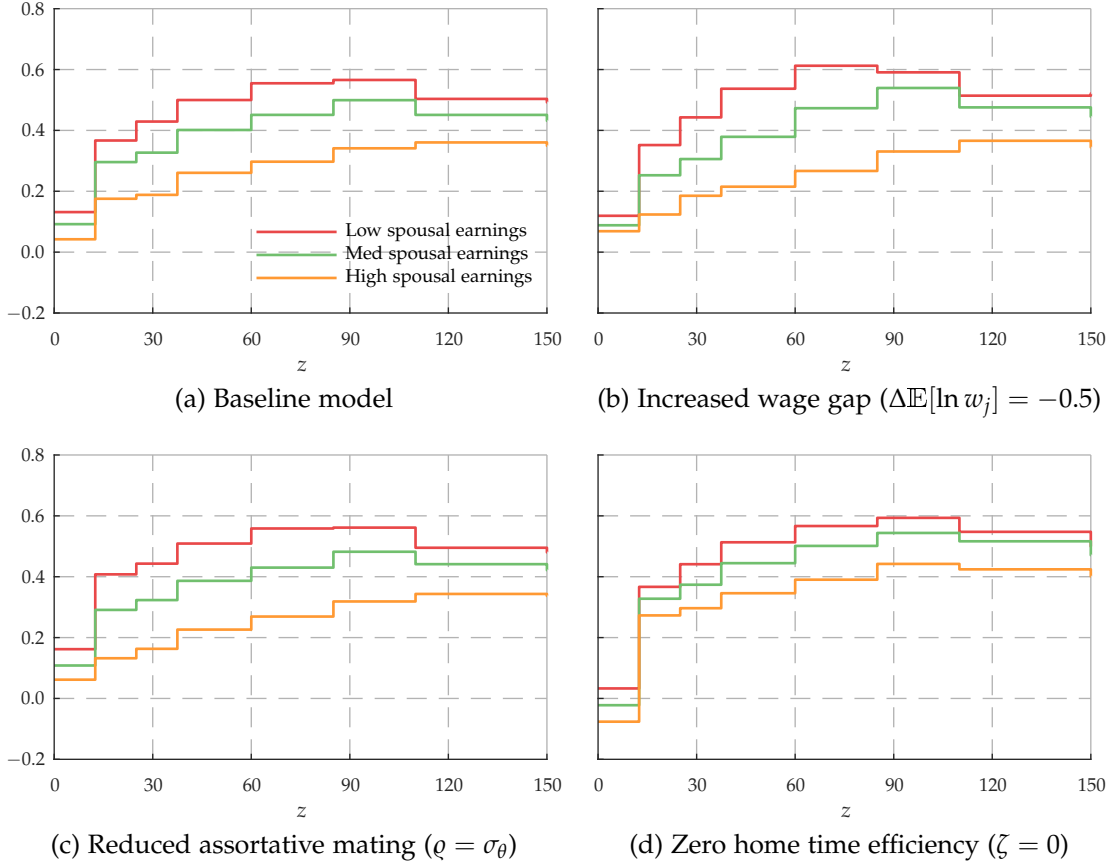 0.8
0.6
0.4
0.2
0.0
−0.2
Low spousal earnings
Med spousal earnings
High spousal earnings
0 30 60 90 120 150
z
(a) Baseline model
0 30 60 90 120 150
z
(b) Increased wage gap (Δ𝔼[ln w_j] = −0.5)
0.8
0.6
0.4
0.2
0.0
−0.2
0 30 60 90 120 150
z
(c) Reduced assortative mating (ϱ = σ_θ)
0 30 60 90 120 150
z
(d) Zero home time efficiency (ζ = 0)